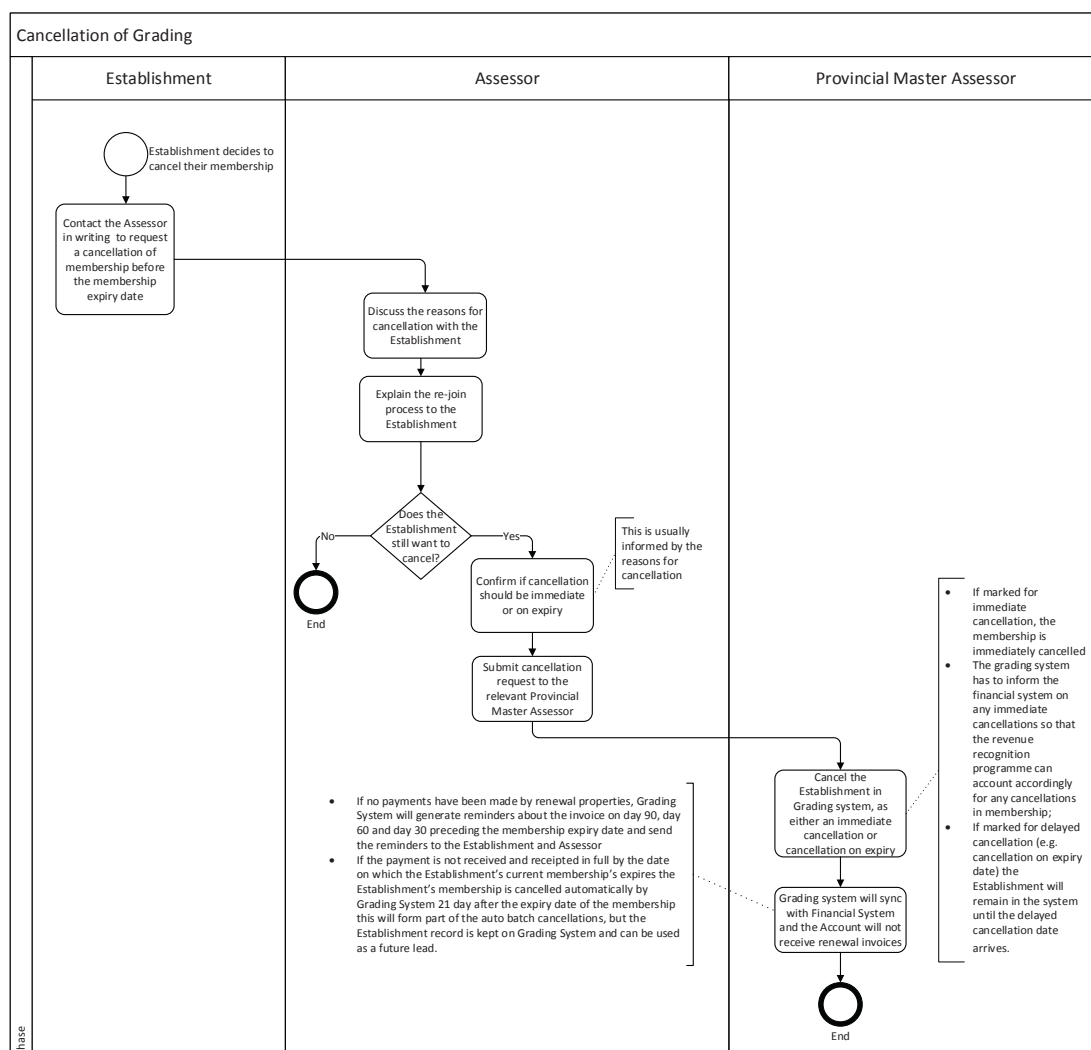 Cancellation of Grading
Establishment
Assessor
Provincial Master Assessor
Establishment decides to
cancel their membership
Contact the Assessor
in writing to request
a cancellation of
membership before
the membership
expiry date
Discuss the reasons for
cancellation with the
Establishment
Explain the re-join
process to the
Establishment
Does the
Establishment
still want to
cancel?
No
Yes
End
This is usually
informed by the
reasons for
cancellation
Confirm if cancellation
should be immediate
or on expiry
Submit cancellation
request to the
relevant Provincial
Master Assessor
• If marked for
immediate
cancellation, the
membership is
immediately cancelled
• The grading system
has to inform the
financial system on
any immediate
cancellations so that
the revenue
recognition
programme can
account accordingly
for any cancellations
in membership;
• If marked for delayed
cancellation (e.g.
cancellation on expiry
date) the
Establishment will
remain in the system
until the delayed
cancellation date
arrives.
Cancel the
Establishment in
Grading system, as
either an immediate
cancellation or
cancellation on expiry
• If no payments have been made by renewal properties, Grading
System will generate reminders about the invoice on day 90, day
60 and day 30 preceding the membership expiry date and send
the reminders to the Establishment and Assessor
• If the payment is not received and receipted in full by the date
on which the Establishment's current membership's expires the
Establishment's membership is cancelled automatically by
Grading System 21 day after the expiry date of the membership
this will form part of the auto batch cancellations, but the
Establishment record is kept on Grading System and can be used
as a future lead.
Grading system will sync
with Financial System
and the Account will not
receive renewal invoices
End
hase